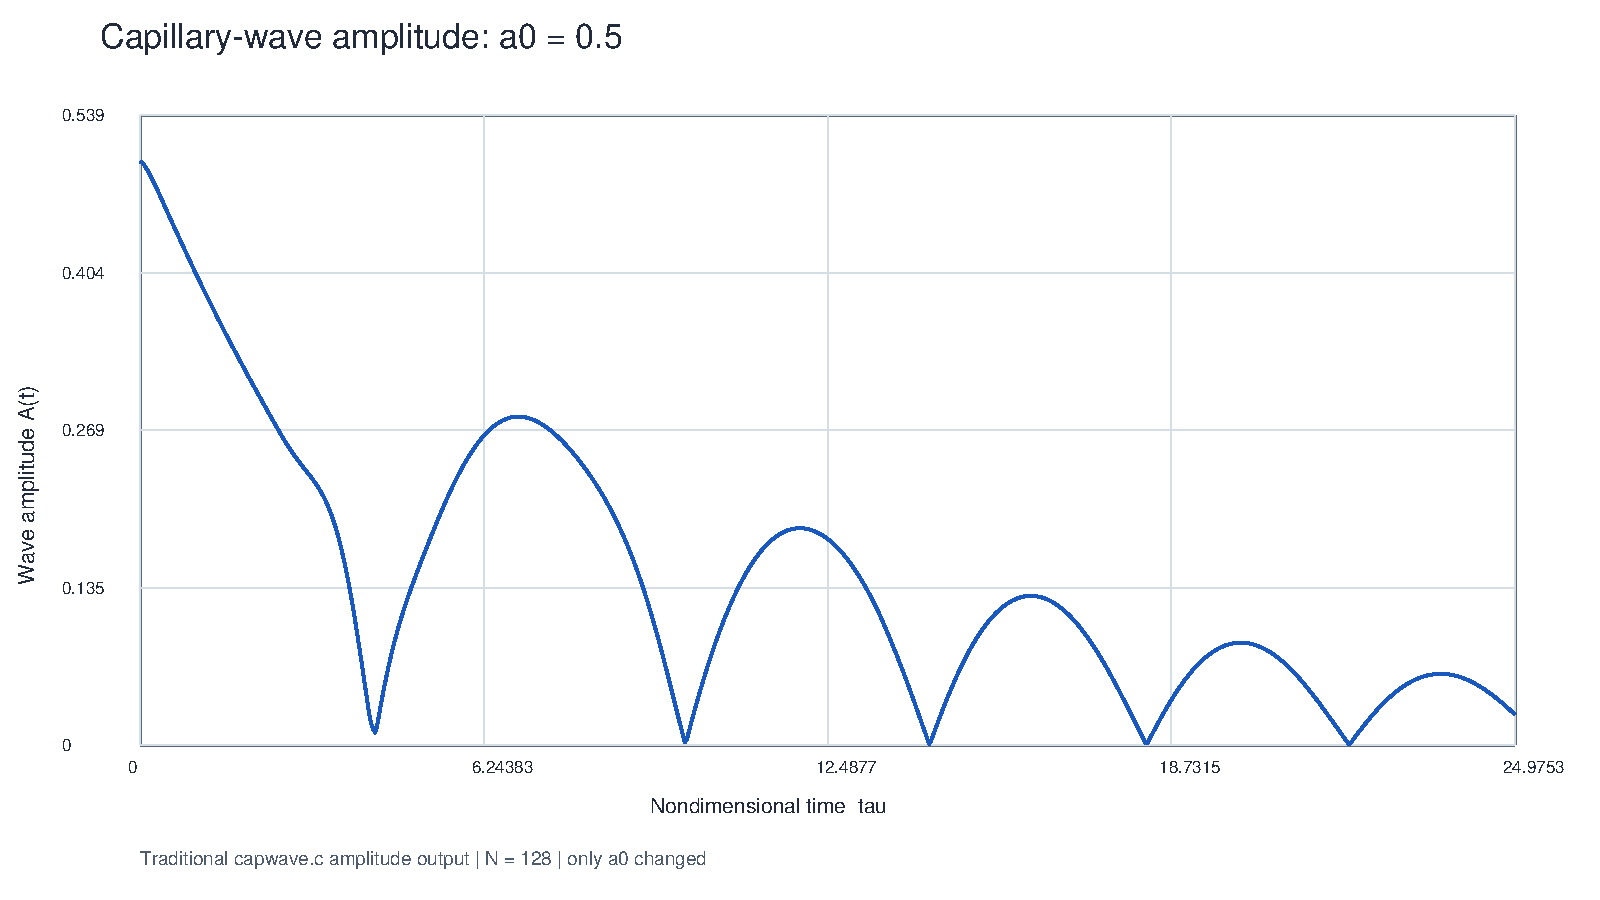 Capillary-wave amplitude: a0 = 0.5
0.539
0.404
0.269
0.135
0
Wave amplitude A(t)
0 6.24383 12.4877 18.7315 24.9753
Nondimensional time tau
Traditional capwave.c amplitude output | N = 128 | only a0 changed